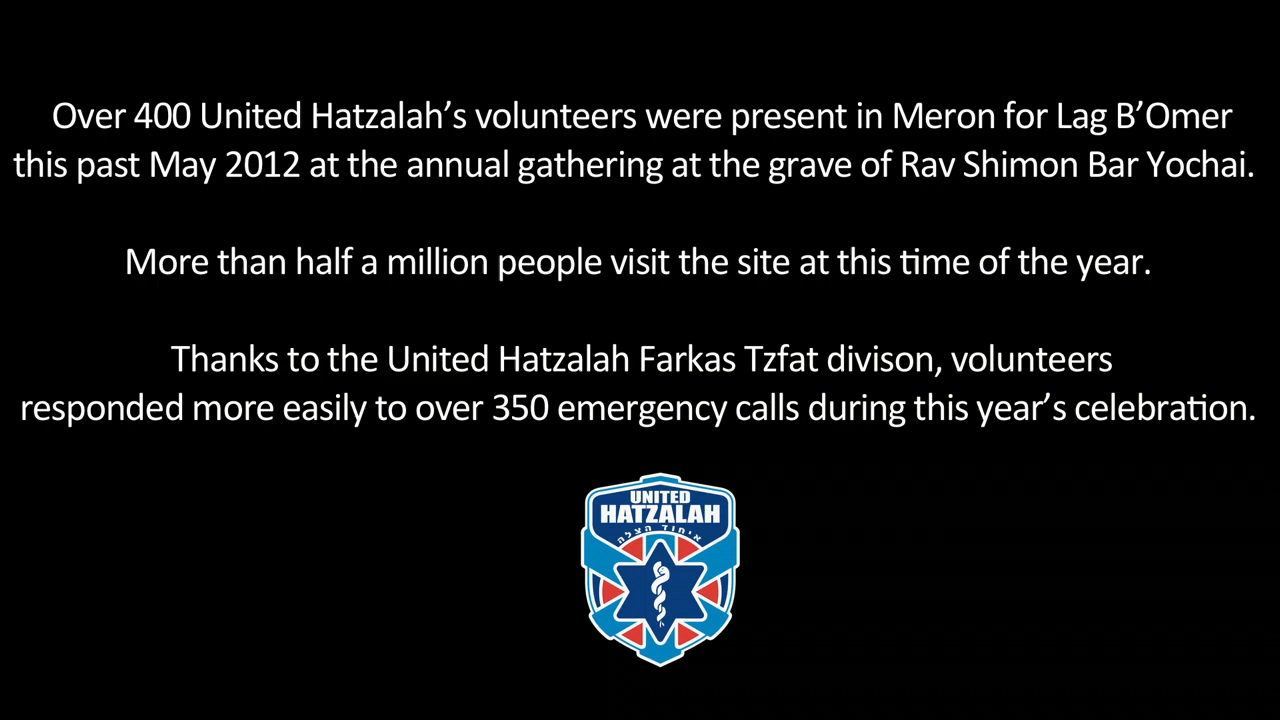 Over 400 United Hatzalah’s volunteers were present in Meron for Lag B’Omer
this past May 2012 at the annual gathering at the grave of Rav Shimon Bar Yochai.
More than half a million people visit the site at this time of the year.
Thanks to the United Hatzalah Farkas Tzfat divison, volunteers
responded more easily to over 350 emergency calls during this year’s celebration.
UNITED
HATZALAH
איחוד הצלה